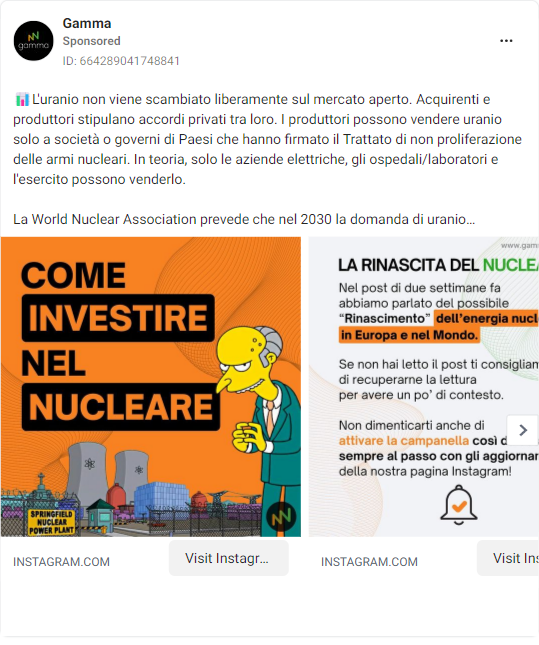 Gamma
Sponsored
ID: 664289041748841
L'uranio non viene scambiato liberamente sul mercato aperto. Acquirenti e
produttori stipulano accordi privati tra loro. I produttori possono vendere uranio
solo a società o governi di Paesi che hanno firmato il Trattato di non proliferazione
delle armi nucleari. In teoria, solo le aziende elettriche, gli ospedali/laboratori e
l'esercito possono venderlo.
La World Nuclear Association prevede che nel 2030 la domanda di uranio…
COME
INVESTIRE
NEL
NUCLEARE
SPRINGFIELD
NUCLEAR
POWER PLANT
www.gam
LA RINASCITA DEL NUCLEA
Nel post di due settimane fa
abbiamo parlato del possibile
“Rinascimento” dell'energia nucl
in Europa e nel Mondo.
Se non hai letto il post ti consiglian
di recuperarne la lettura
per avere un po' di contesto.
Non dimenticarti anche di
attivare la campanella così d
sempre al passo con gli aggiornar
della nostra pagina Instagram!
INSTAGRAM.COM
Visit Instagr...
INSTAGRAM.COM
Visit Ins
gamma